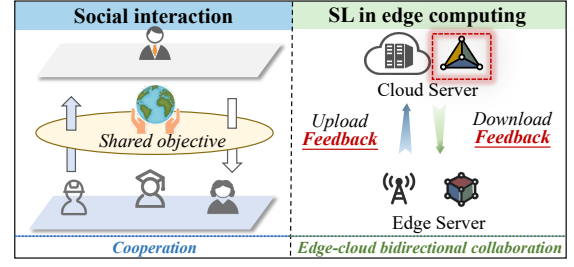 Social interaction
Shared objective
Cooperation
SL in edge computing
Cloud Server
Upload
Feedback
Download
Feedback
Edge Server
Edge-cloud bidirectional collaboration